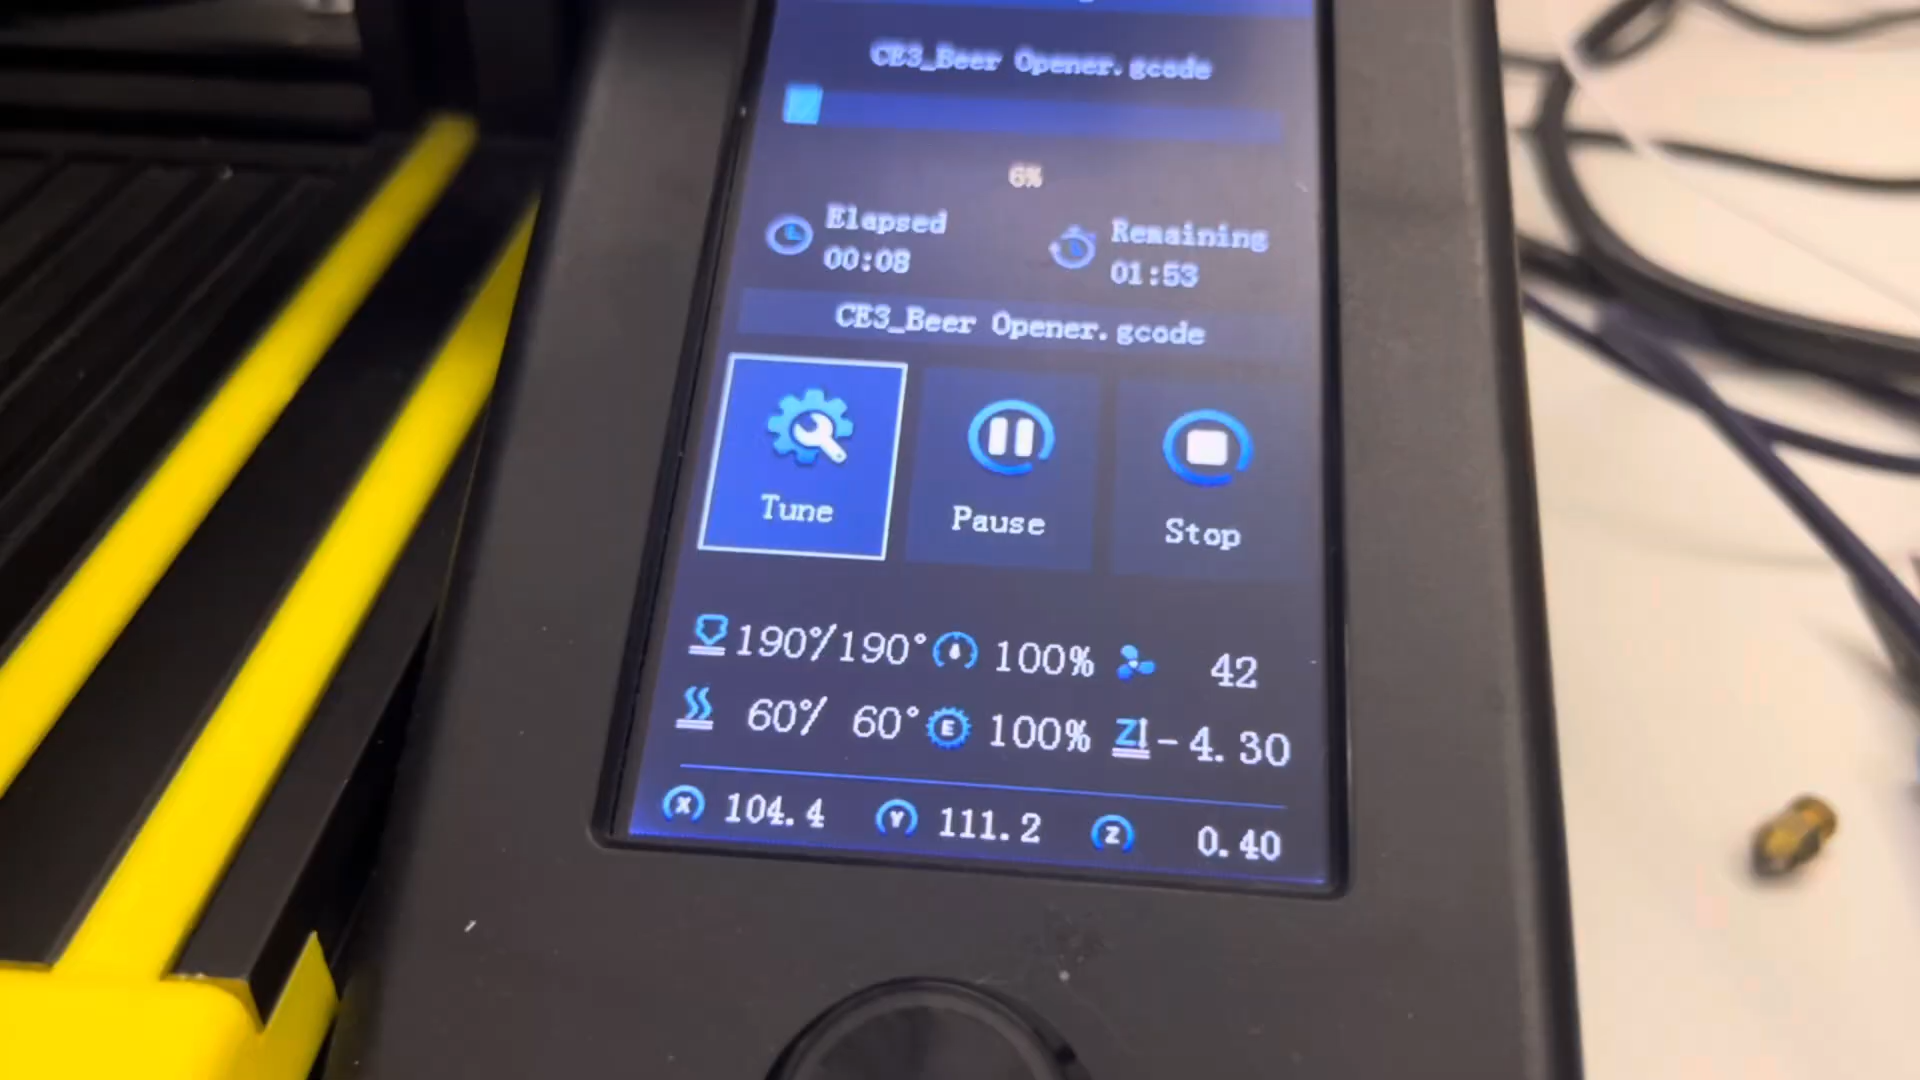 CE3_Beer Opener.gcode
6%
Elapsed Remaining
00:08 01:53
CE3_Beer Opener.gcode
Tune Pause Stop
190°/190° 100% 42
60°/ 60° E 100% Z -4.30
X 104.4 Y 111.2 Z 0.40